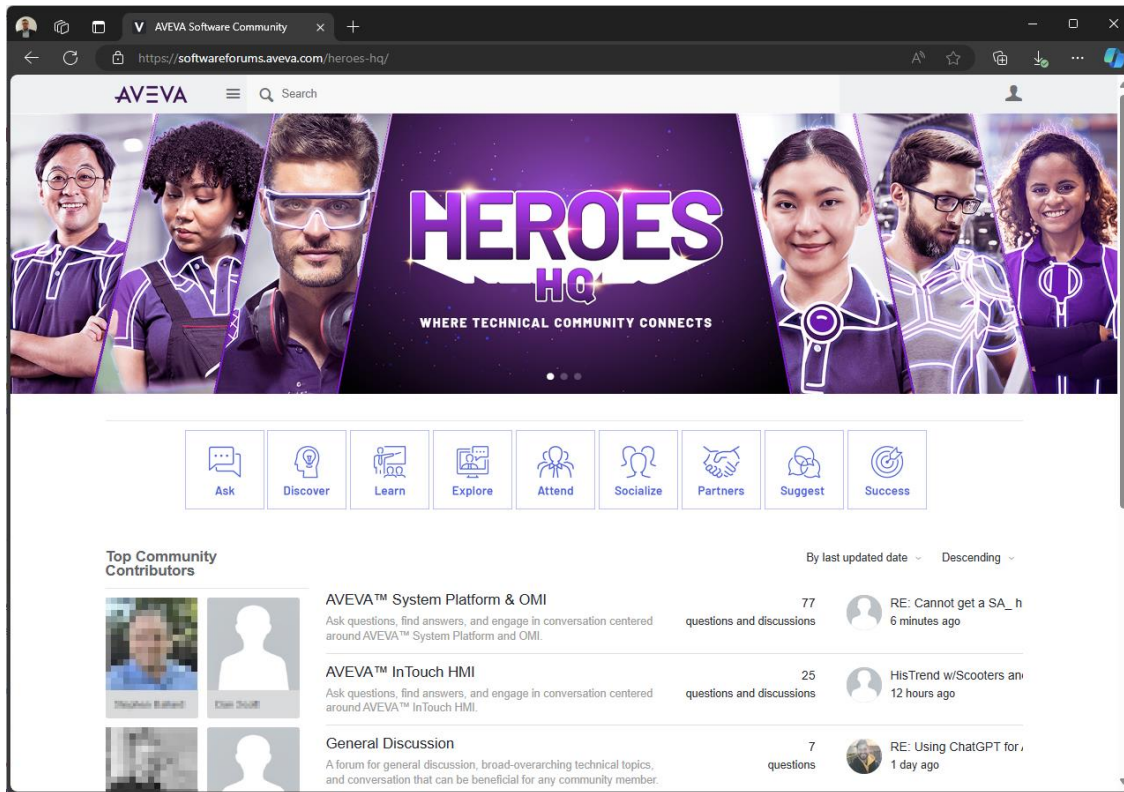 AVEVA Software Community
https://softwareforums.aveva.com/heroes-hq/
AVEVA
Search
HEROES
HQ
WHERE TECHNICAL COMMUNITY CONNECTS
Ask
Discover
Learn
Explore
Attend
Socialize
Partners
Suggest
Success
Top Community
Contributors
By last updated date
Descending
AVEVA™ System Platform & OMI
Ask questions, find answers, and engage in conversation centered
around AVEVA™ System Platform and OMI.
77
questions and discussions
RE: Cannot get a SA_ h
6 minutes ago
AVEVA™ InTouch HMI
Ask questions, find answers, and engage in conversation centered
around AVEVA™ InTouch HMI.
25
questions and discussions
HisTrend w/Scooters and
12 hours ago
General Discussion
A forum for general discussion, broad-overarching technical topics,
and conversation that can be beneficial for any community member.
7
questions
RE: Using ChatGPT for
1 day ago